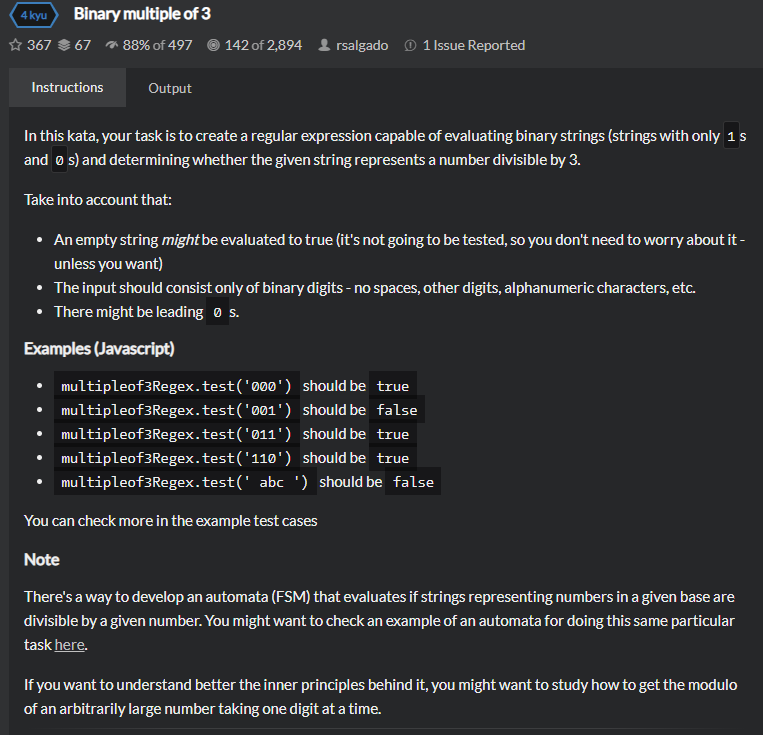 4 kyu Binary multiple of 3
367 67 88% of 497 142 of 2,894 rsalgado 1 Issue Reported
Instructions Output
In this kata, your task is to create a regular expression capable of evaluating binary strings (strings with only 1 s
and 0 s) and determining whether the given string represents a number divisible by 3.
Take into account that:
• An empty string might be evaluated to true (it's not going to be tested, so you don't need to worry about it -
unless you want)
• The input should consist only of binary digits - no spaces, other digits, alphanumeric characters, etc.
• There might be leading 0 s.
Examples (Javascript)
• multipleof3Regex.test('000') should be true
• multipleof3Regex.test('001') should be false
• multipleof3Regex.test('011') should be true
• multipleof3Regex.test('110') should be true
• multipleof3Regex.test(' abc ') should be false
You can check more in the example test cases
Note
There's a way to develop an automata (FSM) that evaluates if strings representing numbers in a given base are
divisible by a given number. You might want to check an example of an automata for doing this same particular
task here.
If you want to understand better the inner principles behind it, you might want to study how to get the modulo
of an arbitrarily large number taking one digit at a time.